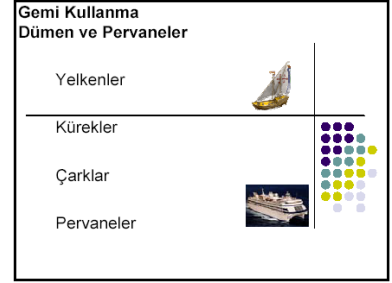 Gemi Kullanma
Dümen ve Pervaneler
Yelkenler
Kürekler
Çarklar
Pervaneler